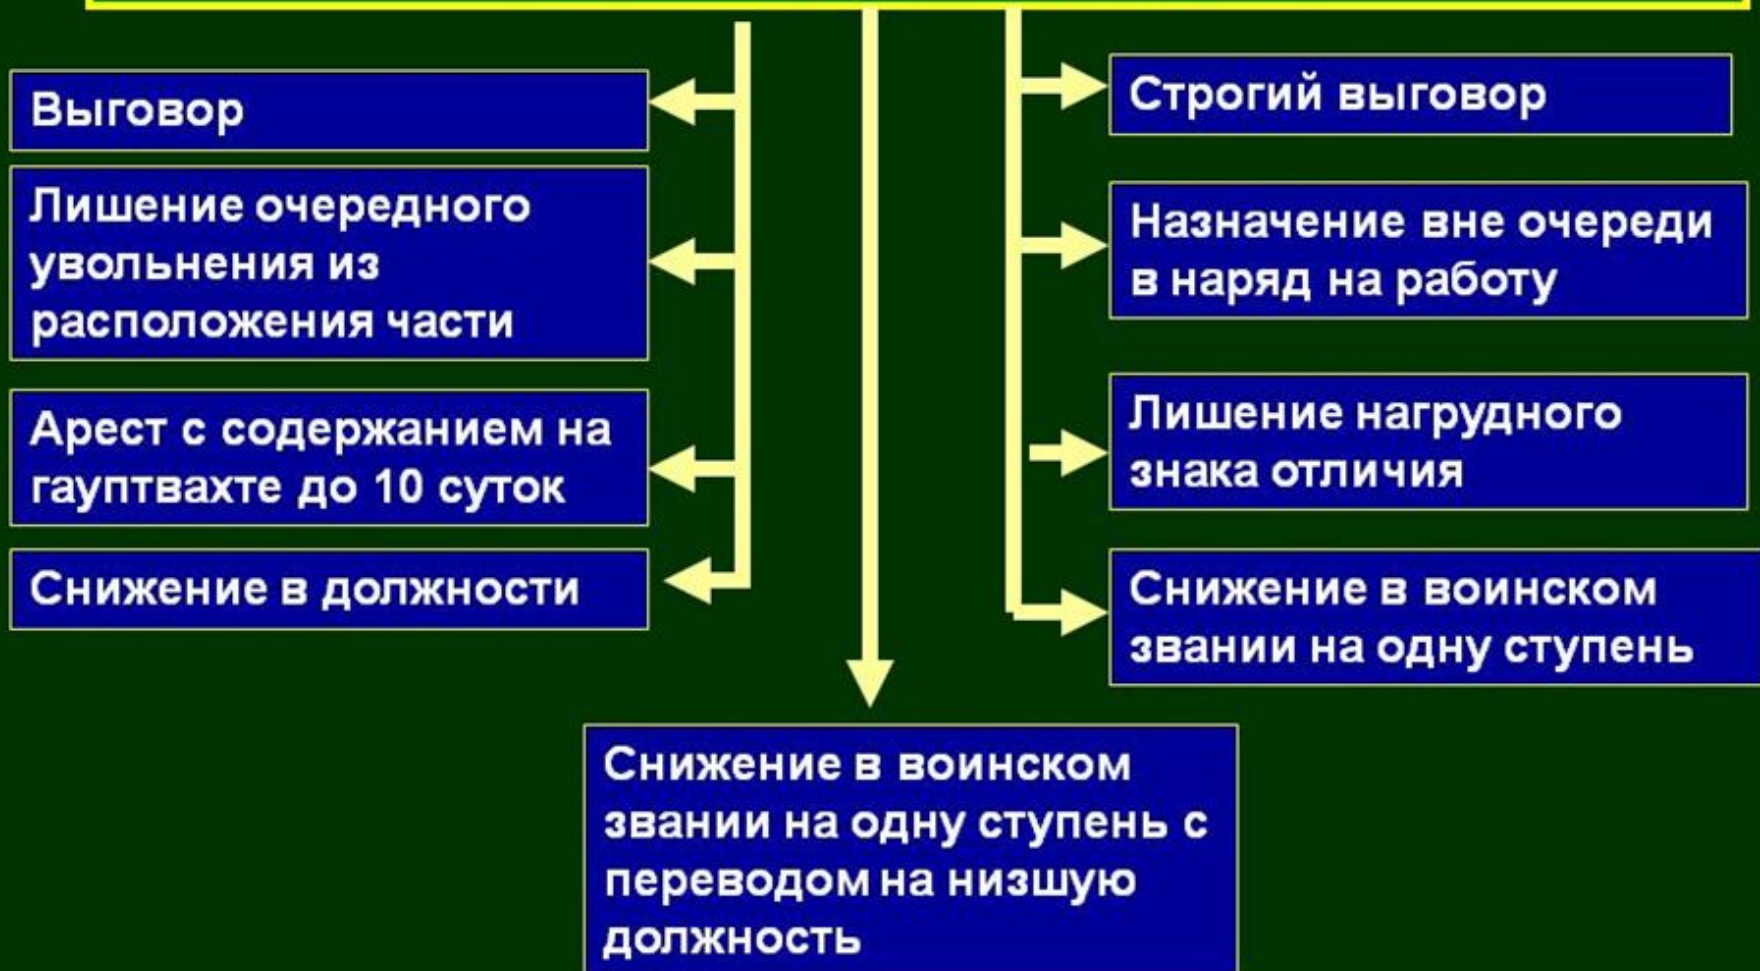 Выговор
Строгий выговор
Лишение очередного
увольнения из
расположения части
Назначение вне очереди
в наряд на работу
Арест с содержанием на
гауптвахте до 10 суток
Лишение нагрудного
знака отличия
Снижение в должности
Снижение в воинском
звании на одну ступень
Снижение в воинском
звании на одну ступень с
переводом на низшую
должность